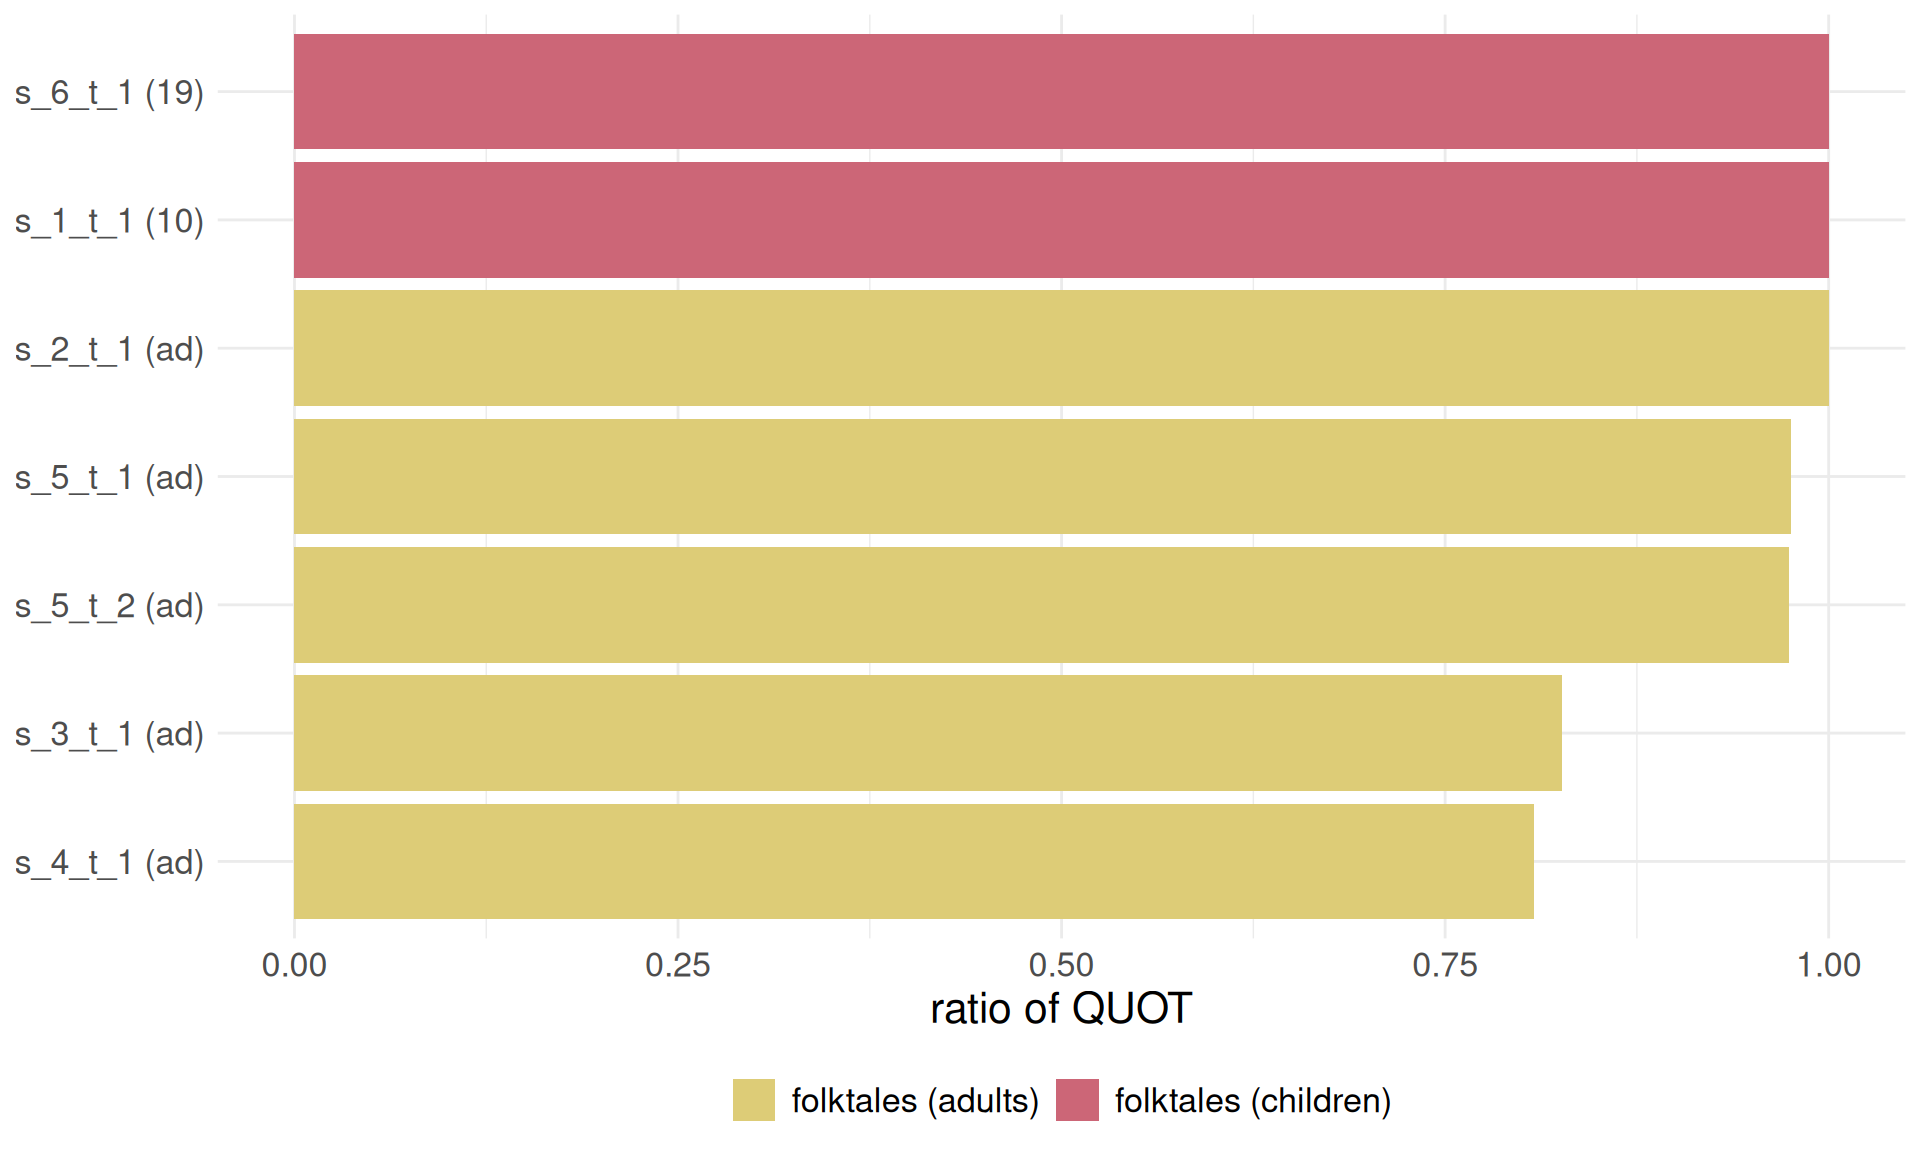 s_6_t_1 (19)
s_1_t_1 (10)
s_2_t_1 (ad)
s_5_t_1 (ad)
s_5_t_2 (ad)
s_3_t_1 (ad)
s_4_t_1 (ad)
0.00 0.25 0.50 0.75 1.00
ratio of QUOT
folktales (adults) folktales (children)